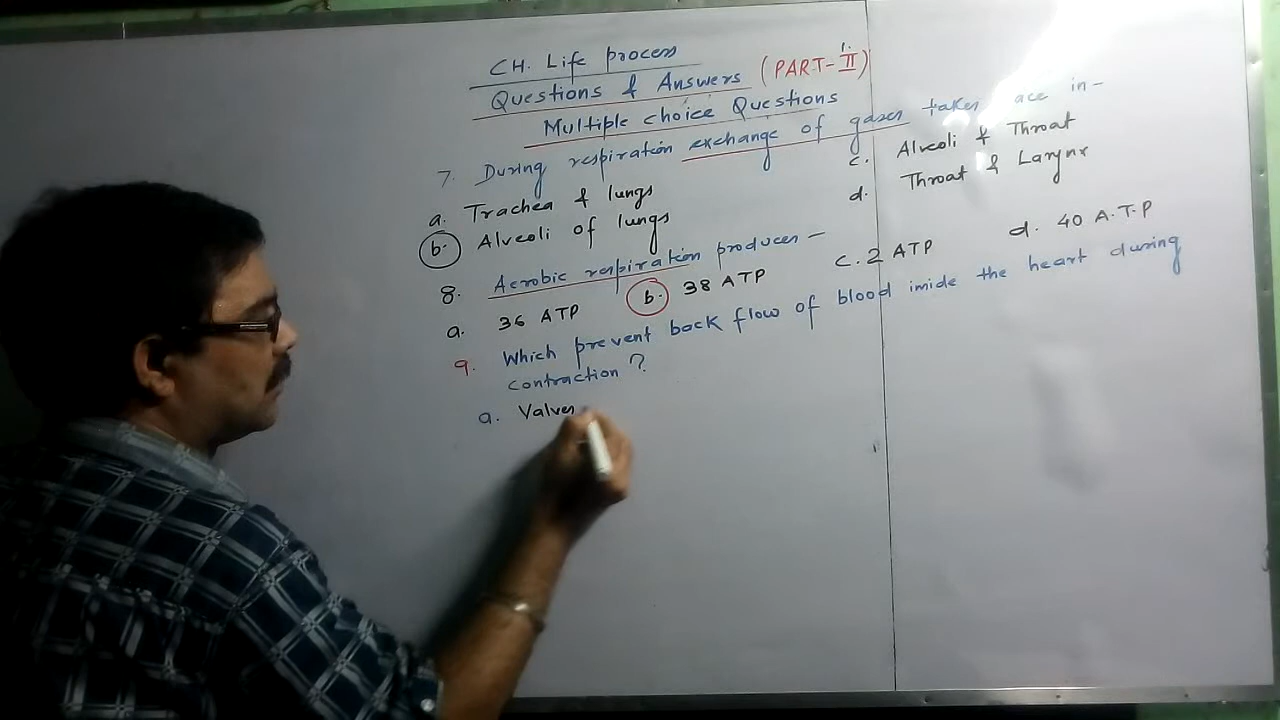 CH. Life process
Questions & Answers (PART-II)
Multiple choice Questions
7. During respiration exchange of gases takes ace in-
a. Trachea & lungs
c. Alveoli & Throat
b. Alveoli of lungs
d. Throat & Larynx
8. Aerobic respiration produces -
a. 36 ATP b. 38 ATP c. 2 ATP d. 40 A.T.P
9. Which prevent back flow of blood inside the heart during
contraction ?
a. Valves